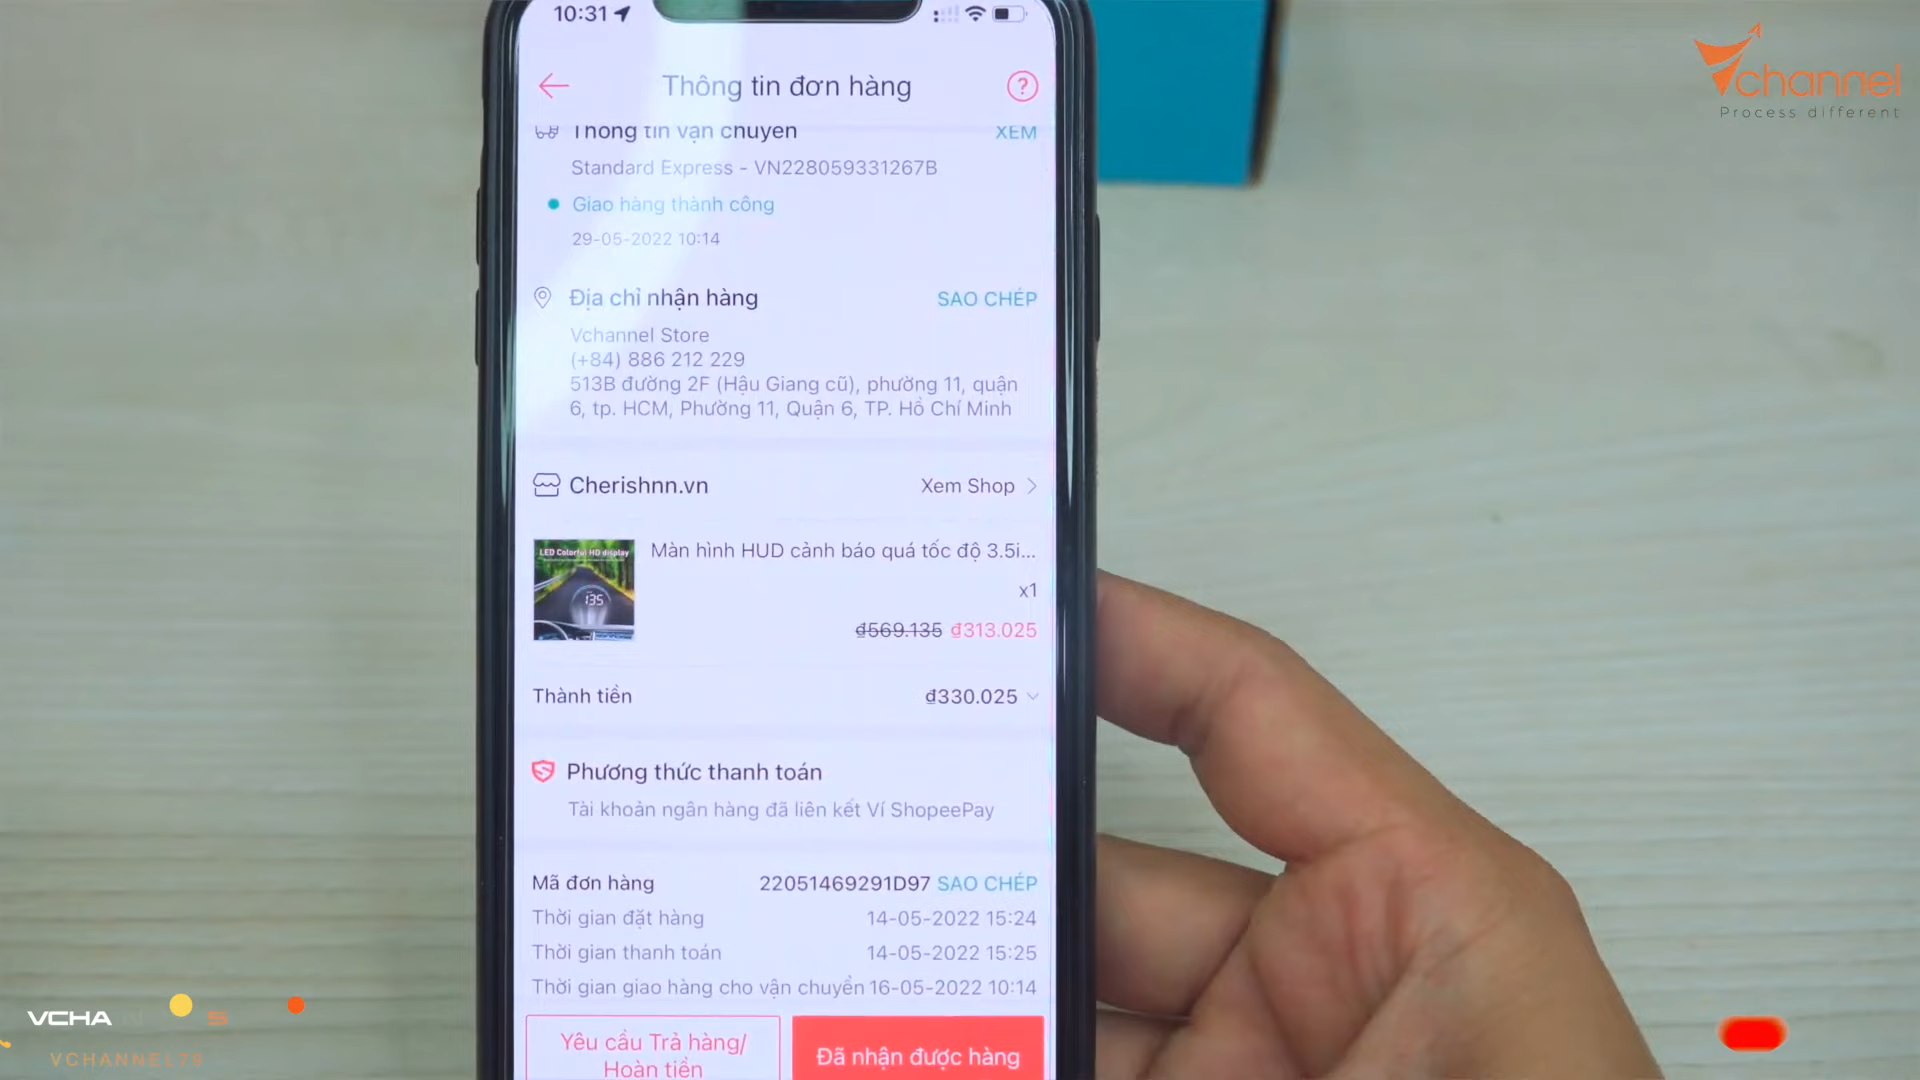 10:31
Thông tin đơn hàng
?
Thông tin vận chuyển
XEM
Standard Express - VN228059331267B
Giao hàng thành công
29-05-2022 10:14
Địa chỉ nhận hàng
SAO CHÉP
Vchannel Store
(+84) 886 212 229
513B đường 2F (Hậu Giang cũ), phường 11, quận
6, tp. HCM, Phường 11, Quận 6, TP. Hồ Chí Minh
Cherishnn.vn
Xem Shop
LED Colorful HD display
135
Màn hình HUD cảnh báo quá tốc độ 3.5i...
x1
₫569.135 ₫313.025
Thành tiền
₫330.025
Phương thức thanh toán
Tài khoản ngân hàng đã liên kết Ví ShopeePay
Mã đơn hàng
22051469291D97 SAO CHÉP
Thời gian đặt hàng
14-05-2022 15:24
Thời gian thanh toán
14-05-2022 15:25
Thời gian giao hàng cho vận chuyển 16-05-2022 10:14
Yêu cầu Trả hàng/
Hoàn tiền
Đã nhận được hàng
Vchannel
Process different
VCHA
S
VCHANNEL79